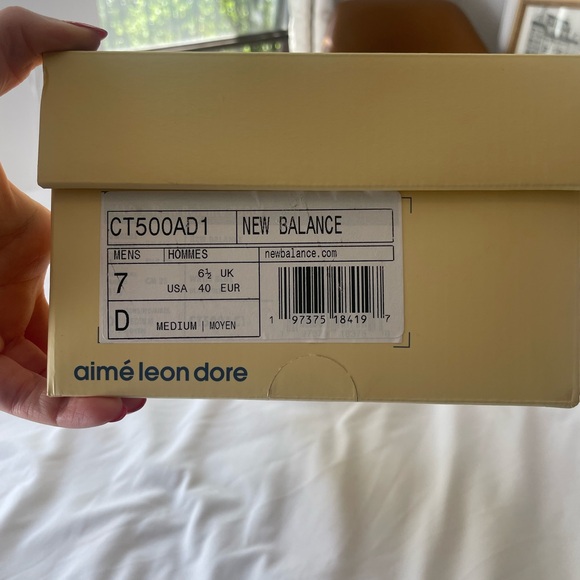 CT500AD1 NEW BALANCE
MENS HOMMES newbalance.com
7 6½ UK
USA 40 EUR
D MEDIUM | MOYEN
1 97375 18419 7
aimé leon dore